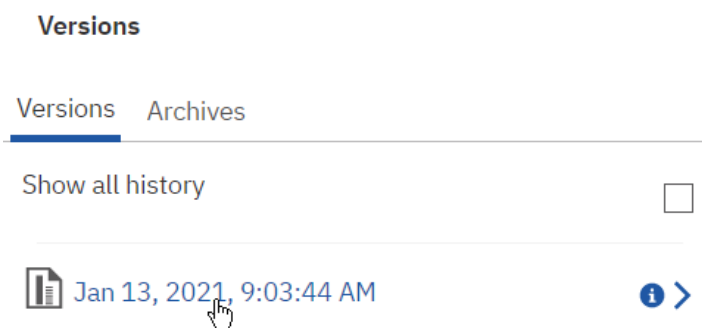 Versions
Versions Archives
Show all history
Jan 13, 2021, 9:03:44 AM